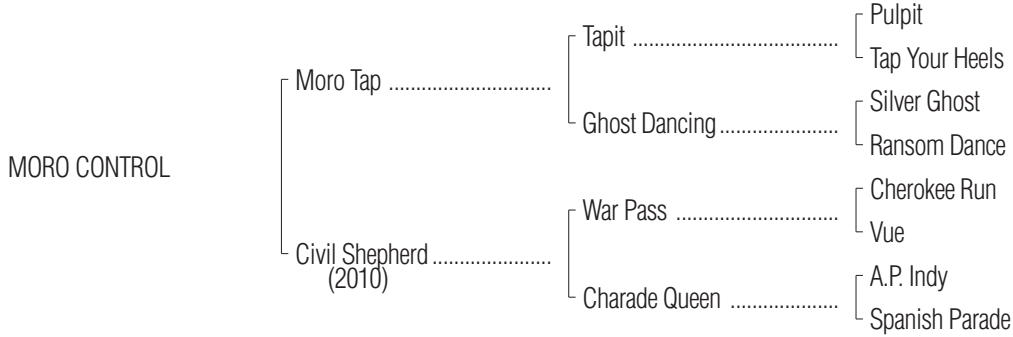 Pulpit
Tapit ........................................
Tap Your Heels
Moro Tap ..............................
Silver Ghost
Ghost Dancing ......................
Ransom Dance
MORO CONTROL
Cherokee Run
War Pass ..............................
Vue
Civil Shepherd ......................
(2010)
A.P. Indy
Charade Queen ....................
Spanish Parade